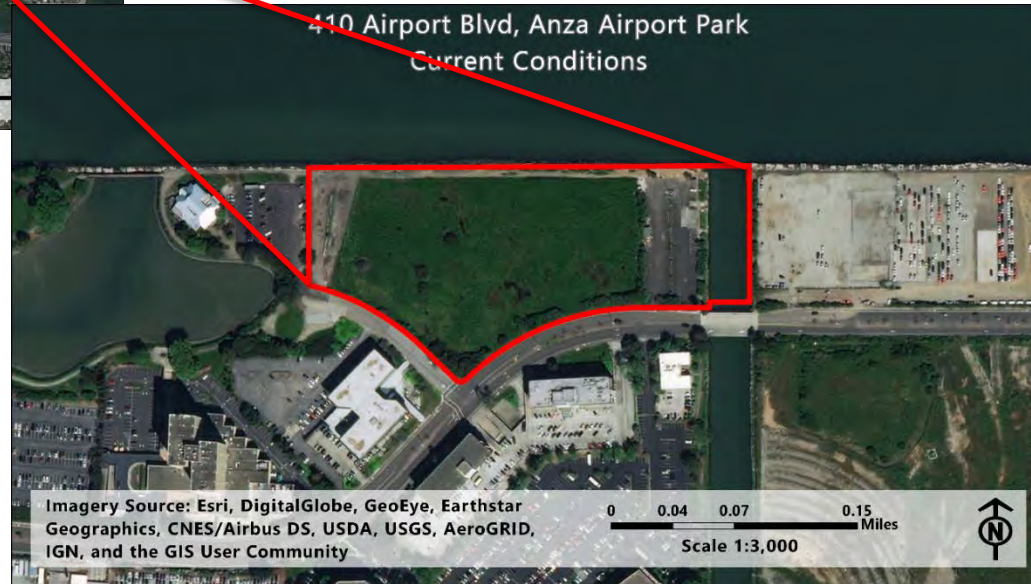 410 Airport Blvd, Anza Airport Park
Current Conditions
Imagery Source: Esri, DigitalGlobe, GeoEye, Earthstar
Geographics, CNES/Airbus DS, USDA, USGS, AeroGRID,
IGN, and the GIS User Community
0 0.04 0.07 0.15
Miles
Scale 1:3,000
N